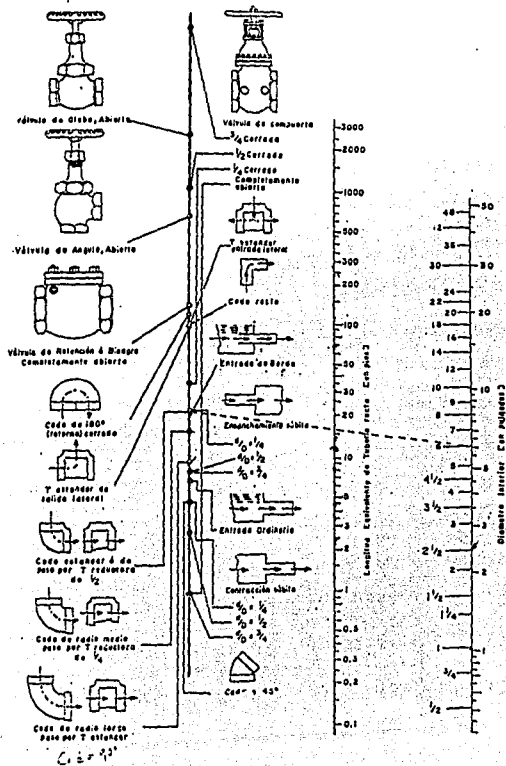 Válvula de Globo, Abierta
Válvula de Angulo, Abierta
Válvula de Retención ó Bisagra
Completamente abierta
Codo de 180°
(retorno) cerrado
T estandar de
salida lateral
Codo estandar ó de
paso por T reductora
de 1/2
Codo de radio medio
paso por T reductora
de 1/4
Codo de radio largo
paso por T estandar
Válvula de compuerta
3/4 Cerrada
1/2 Cerrada
1/4 Cerrada
Completamente
abierta
T estandar
entrada lateral
Codo recto
Entrada de Borda
Ensanchamiento súbito
d/D = 1/4
d/D = 1/2
d/D = 3/4
Entrada Ordinaria
Contracción súbita
d/D = 1/4
d/D = 1/2
d/D = 3/4
Codo a 45°
3000
2000
1000
500
300
200
100
50
30
20
10
5
3
2
1
0.5
0.3
0.2
0.1
Longitud Equivalente de Tubería recta [en pies]
48
42
36
30
24
22
20
18
16
14
12
10
9
8
7
6
5
4 1/2
4
3 1/2
3
2 1/2
2
1 1/2
1 1/4
1
3/4
1/2
50
30
20
10
5
3
2
1
Diámetro Interior [en pulgadas]